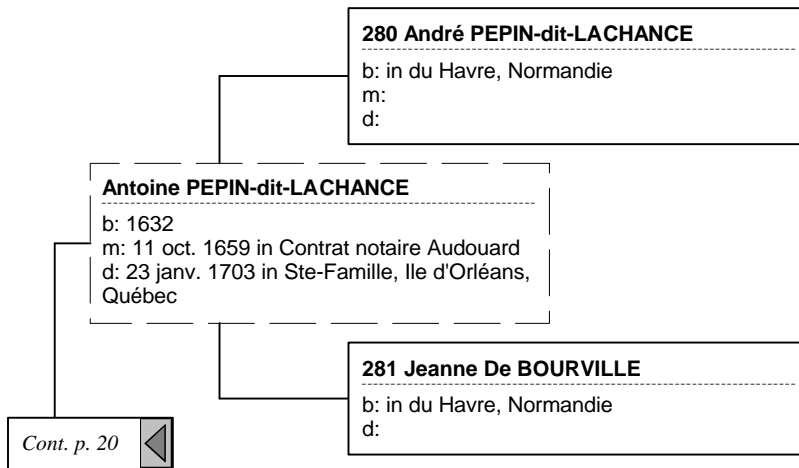 280 André PEPIN-dit-LACHANCE
b: in du Havre, Normandie
m:
d:
Antoine PEPIN-dit-LACHANCE
b: 1632
m: 11 oct. 1659 in Contrat notaire Audouard
d: 23 janv. 1703 in Ste-Famille, Ile d'Orléans,
Québec
281 Jeanne De BOURVILLE
b: in du Havre, Normandie
d:
Cont. p. 20